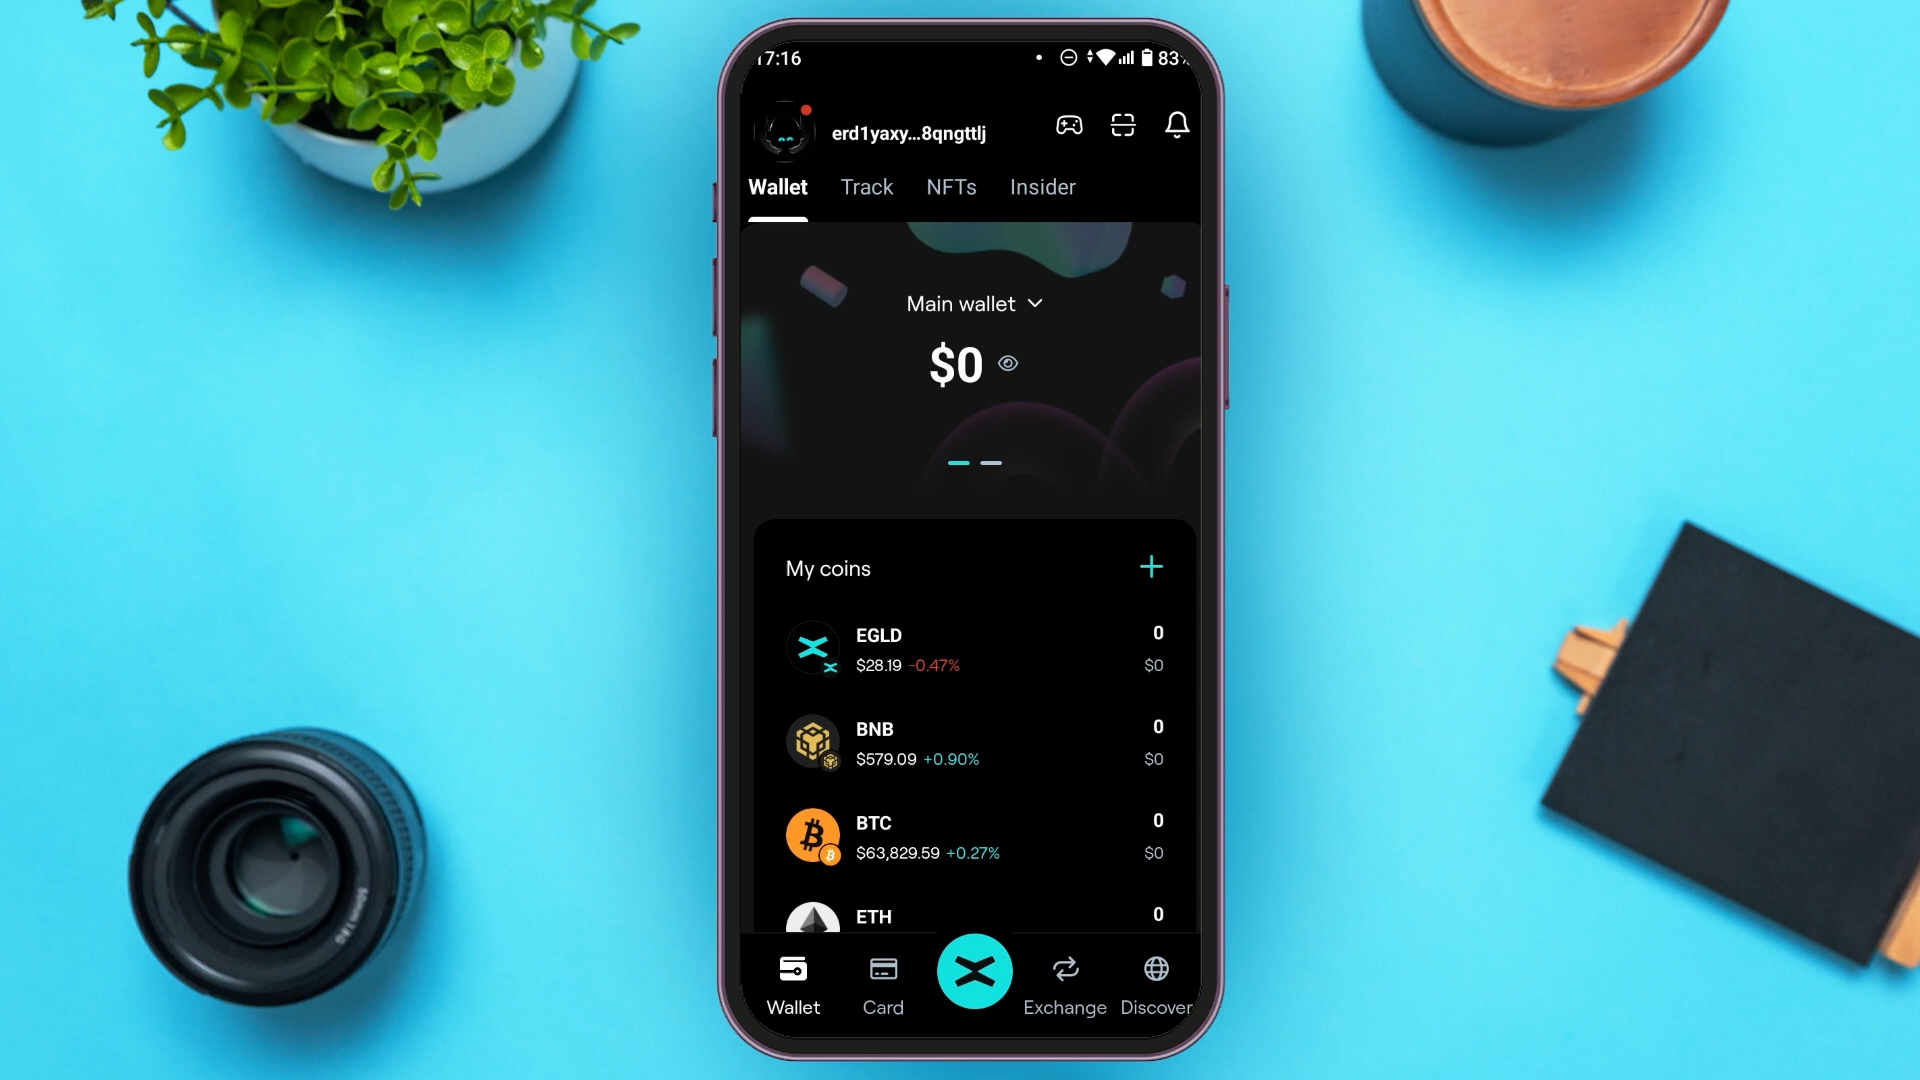 17:16
83
erd1yaxy...8qngttlj
Wallet Track NFTs Insider
Main wallet
$0
My coins
EGLD 0
$28.19 -0.47% $0
BNB 0
$579.09 +0.90% $0
BTC 0
$63,829.59 +0.27% $0
ETH 0
Wallet Card Exchange Discover
50mm